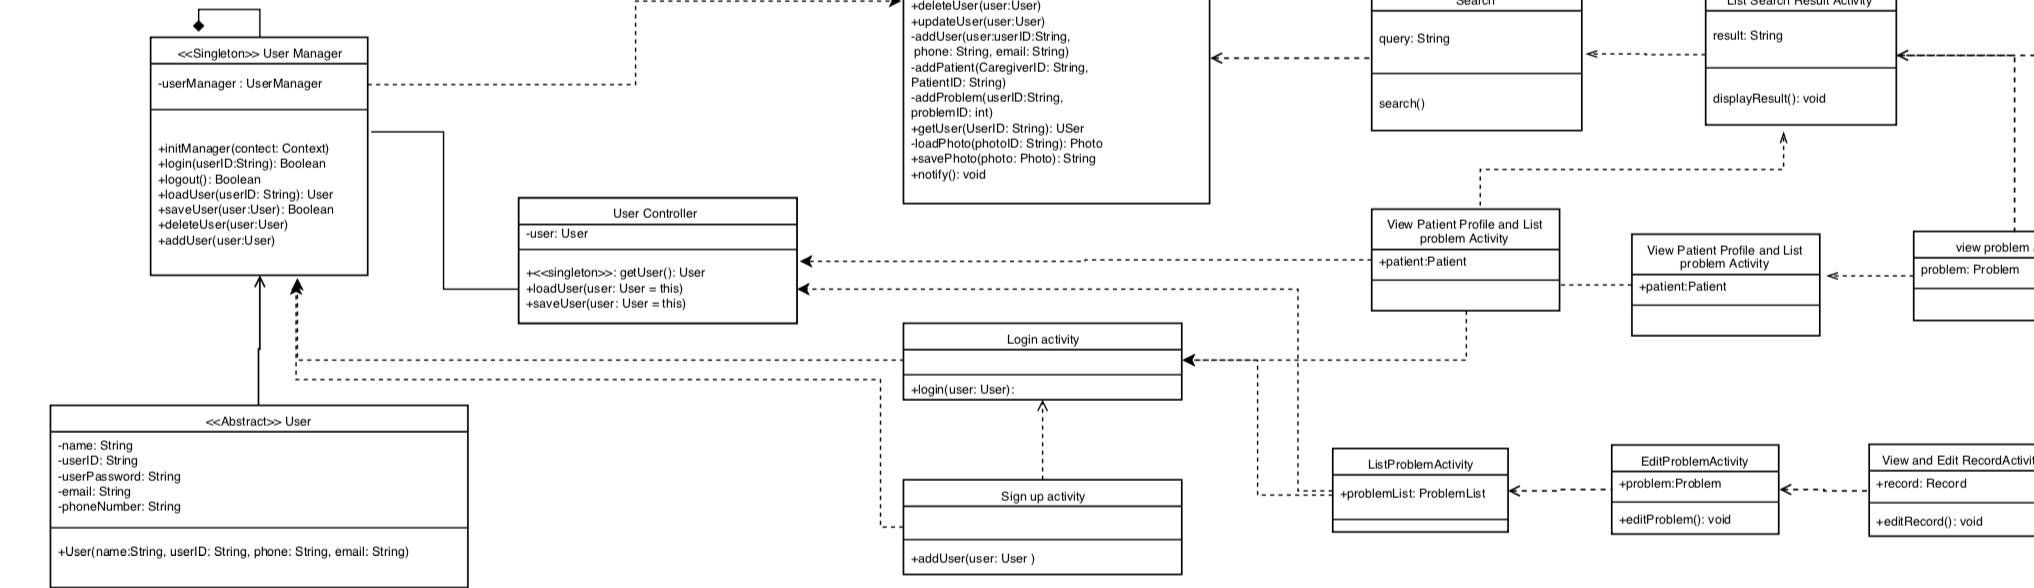 <<Singleton>> User Manager
-userManager : UserManager
+initManager(contect: Context)
+login(userID:String): Boolean
+logout(): Boolean
+loadUser(userID: String): User
+saveUser(user:User): Boolean
+deleteUser(user:User)
+addUser(user:User)
<<Abstract>> User
-name: String
-userID: String
-userPassword: String
-email: String
-phoneNumber: String
+User(name:String, userID: String, phone: String, email: String)
User Controller
-user: User
+<<singleton>>: getUser(): User
+loadUser(user: User = this)
+saveUser(user: User = this)
+deleteUser(user:User)
+updateUser(user:User)
-addUser(user:userID:String,
phone: String, email: String)
-addPatient(CaregiverID: String,
PatientID: String)
-addProblem(userID:String,
problemID: int)
+getUser(UserID: String): USer
-loadPhoto(photoID: String): Photo
+savePhoto(photo: Photo): String
+notify(): void
Login activity
+login(user: User):
Sign up activity
+addUser(user: User )
Search
query: String
search()
List Search Result Activity
result: String
displayResult(): void
View Patient Profile and List
problem Activity
+patient:Patient
View Patient Profile and List
problem Activity
+patient:Patient
view problem
problem: Problem
ListProblemActivity
+problemList: ProblemList
EditProblemActivity
+problem:Problem
+editProblem(): void
View and Edit RecordActivit
+record: Record
+editRecord(): void